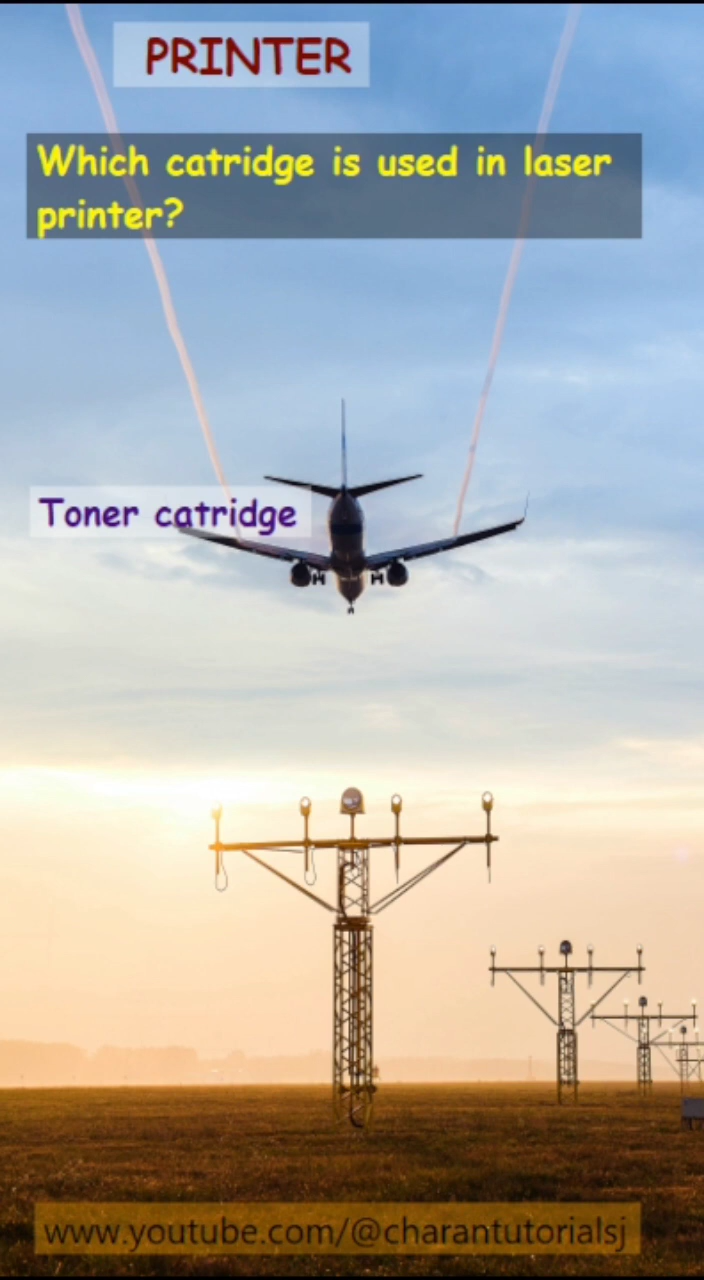 PRINTER
Which catridge is used in laser
printer?
Toner catridge
www.youtube.com/@charantutorialsj